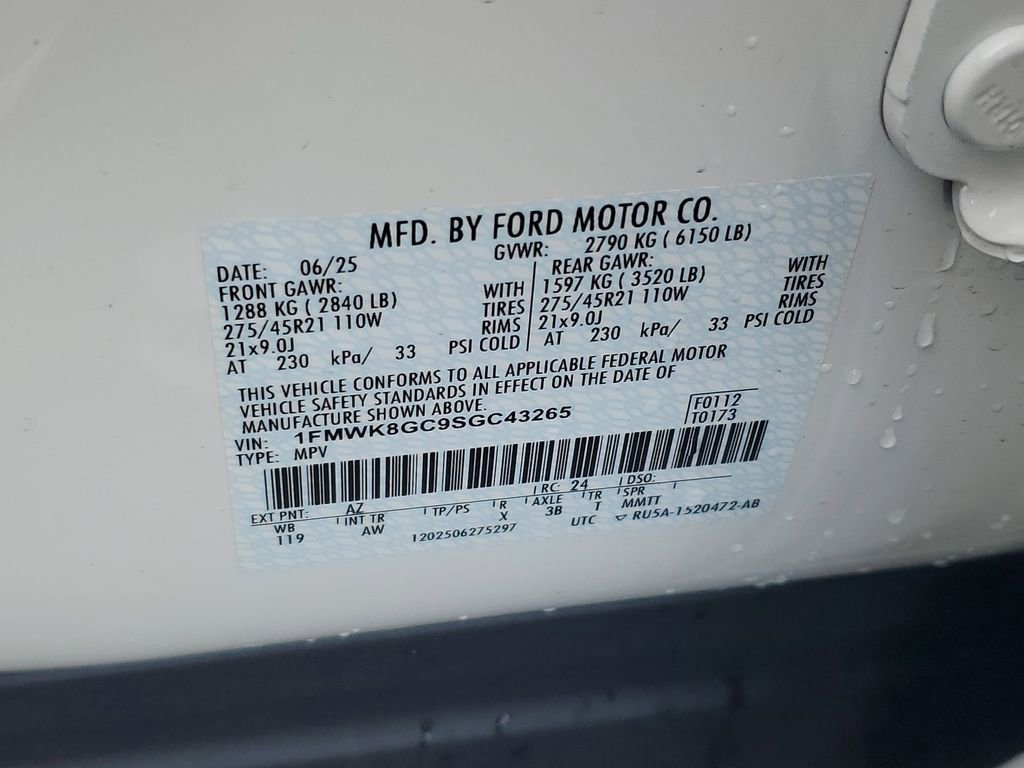 MFD. BY FORD MOTOR CO.
DATE: 06/25 GVWR: 2790 KG ( 6150 LB)
FRONT GAWR: REAR GAWR:
1288 KG ( 2840 LB) WITH 1597 KG ( 3520 LB) WITH
275/45R21 110W TIRES 275/45R21 110W TIRES
21x9.0J RIMS 21x9.0J RIMS
AT 230 kPa/ 33 PSI COLD AT 230 kPa/ 33 PSI COLD
THIS VEHICLE CONFORMS TO ALL APPLICABLE FEDERAL MOTOR
VEHICLE SAFETY STANDARDS IN EFFECT ON THE DATE OF
MANUFACTURE SHOWN ABOVE.
VIN: 1FMWK8GC9SGC43265 F0112
TYPE: MPV T0173
EXT PNT: AZ RC: 24 DSO:
WB INT TR TP/PS R AXLE TR SPR
119 AW X 3B T MMTT
1202506275297 UTC ▽ RU5A-1520472-AB